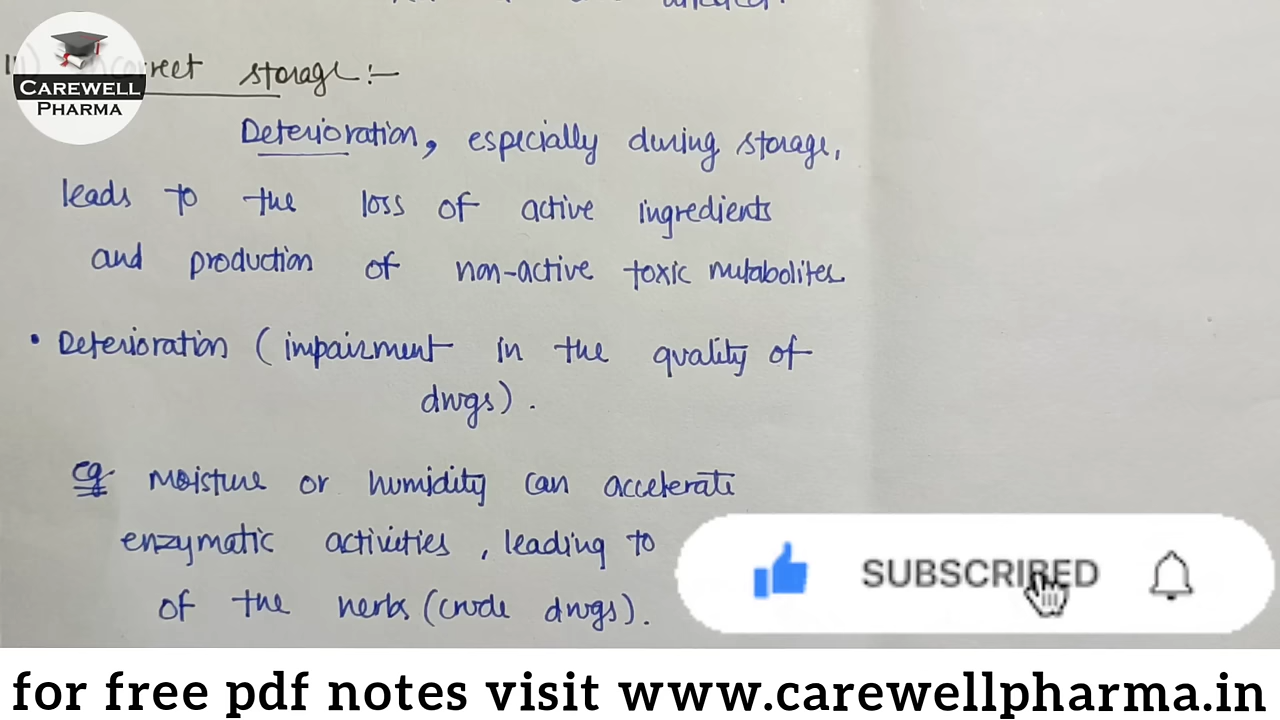 CAREWELL
PHARMA
storage:-
Deterioration, especially during storage,
leads to the loss of active ingredients
and production of non-active toxic metabolites
• Deterioration (impairment in the quality of
drugs).
eg moisture or humidity can accelerate
enzymatic activities, leading to
of the herbs (crude drugs).
SUBSCRIBED
for free pdf notes visit www.carewellpharma.in